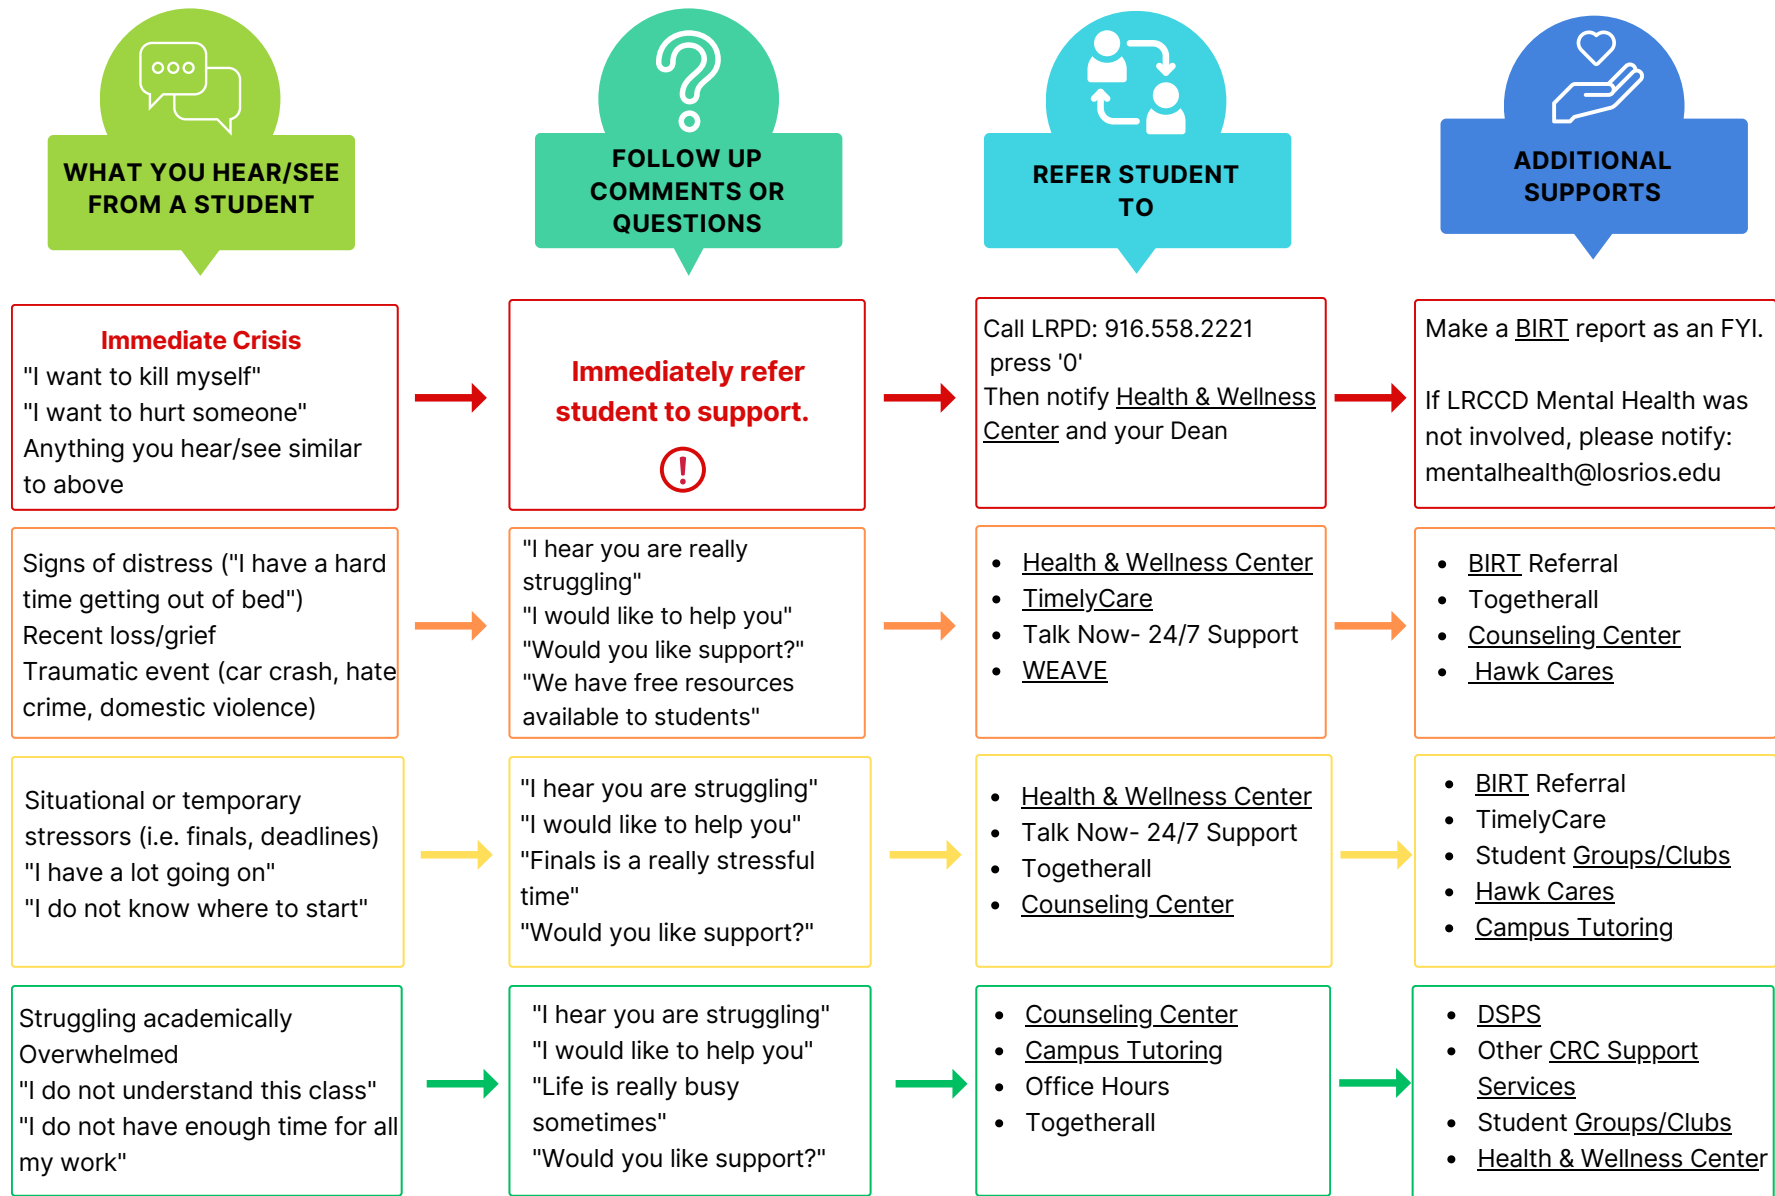 WHAT YOU HEAR/SEE
FROM A STUDENT
FOLLOW UP
COMMENTS OR
QUESTIONS
REFER STUDENT
TO
ADDITIONAL
SUPPORTS
Immediate Crisis
"I want to kill myself"
"I want to hurt someone"
Anything you hear/see similar
to above
Immediately refer
student to support.
!
Call LRPD: 916.558.2221
press '0'
Then notify Health & Wellness
Center and your Dean
Make a BIRT report as an FYI.
If LRCCD Mental Health was
not involved, please notify:
mentalhealth@losrios.edu
Signs of distress ("I have a hard
time getting out of bed")
Recent loss/grief
Traumatic event (car crash, hate
crime, domestic violence)
"I hear you are really
struggling"
"I would like to help you"
"Would you like support?"
"We have free resources
available to students"
• Health & Wellness Center
• TimelyCare
• Talk Now- 24/7 Support
• WEAVE
• BIRT Referral
• Togetherall
• Counseling Center
• Hawk Cares
Situational or temporary
stressors (i.e. finals, deadlines)
"I have a lot going on"
"I do not know where to start"
"I hear you are struggling"
"I would like to help you"
"Finals is a really stressful
time"
"Would you like support?"
• Health & Wellness Center
• Talk Now- 24/7 Support
• Togetherall
• Counseling Center
• BIRT Referral
• TimelyCare
• Student Groups/Clubs
• Hawk Cares
• Campus Tutoring
Struggling academically
Overwhelmed
"I do not understand this class"
"I do not have enough time for all
my work"
"I hear you are struggling"
"I would like to help you"
"Life is really busy
sometimes"
"Would you like support?"
• Counseling Center
• Campus Tutoring
• Office Hours
• Togetherall
• DSPS
• Other CRC Support
Services
• Student Groups/Clubs
• Health & Wellness Center